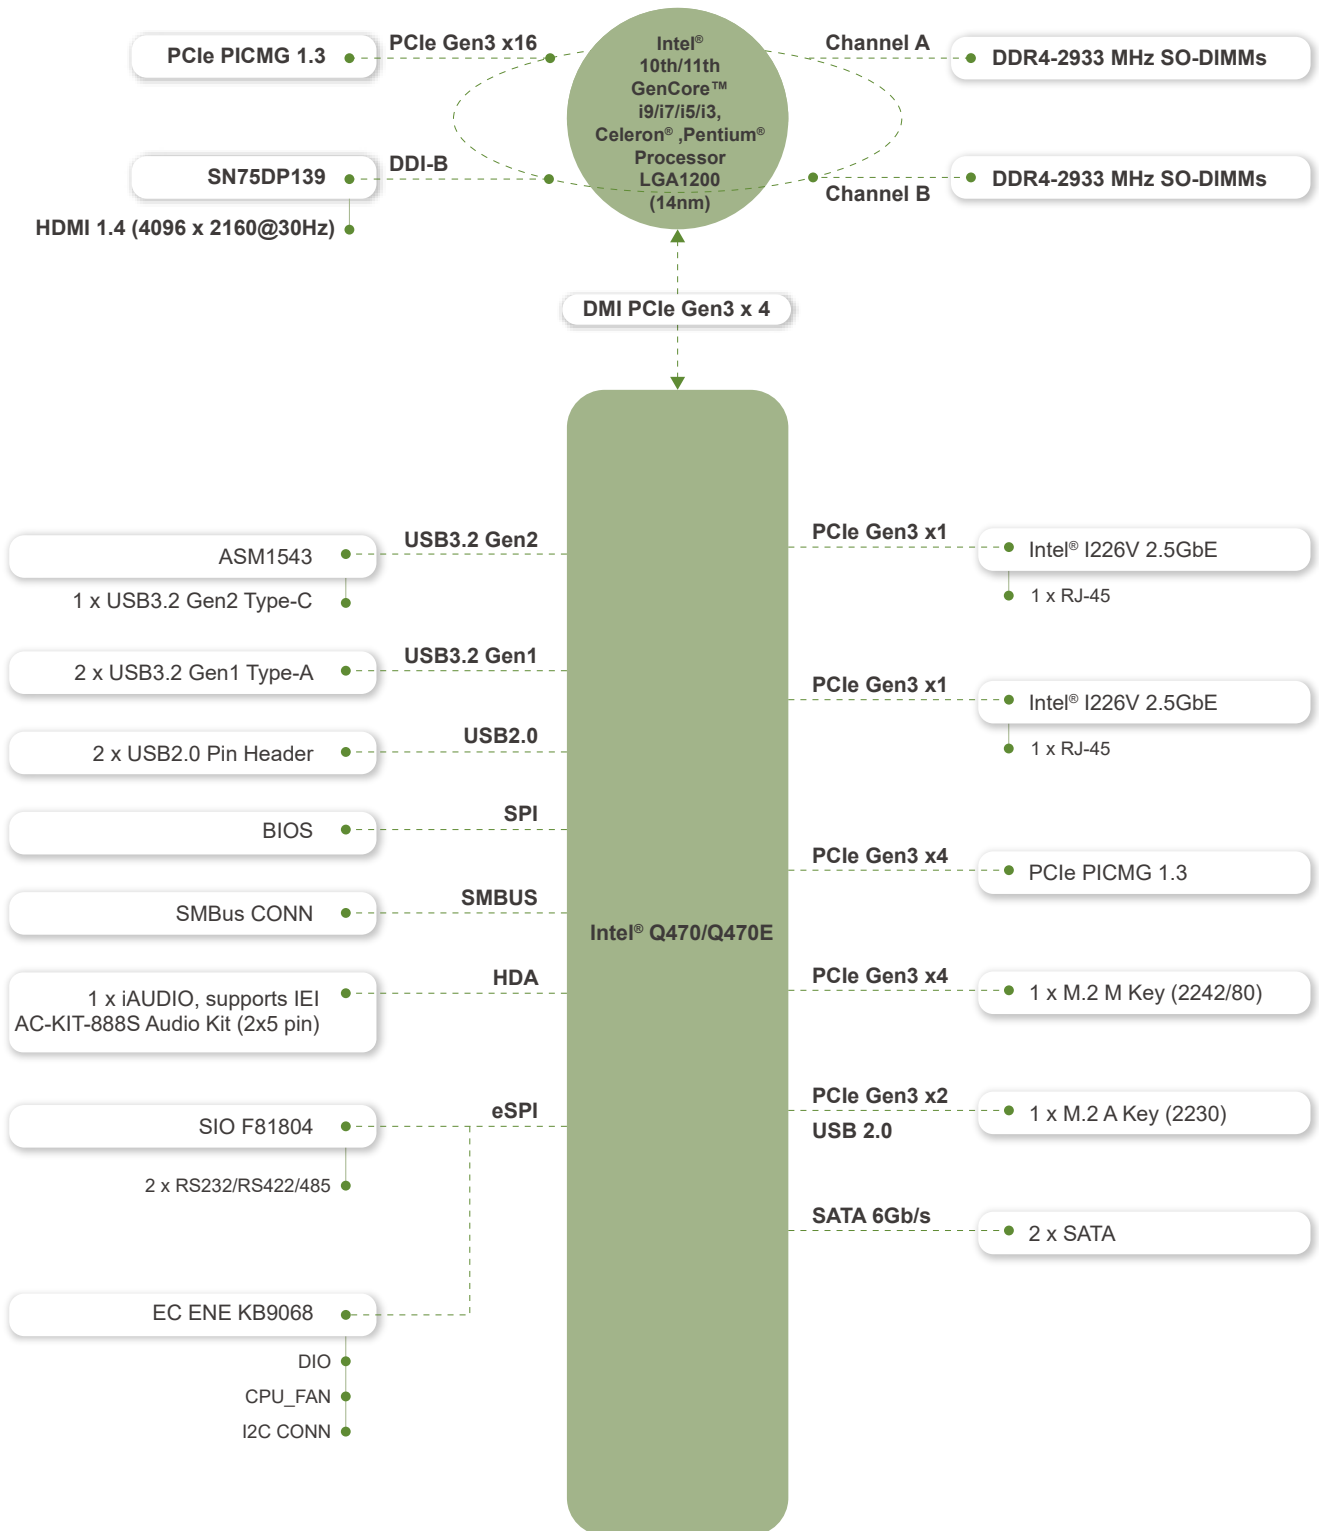 PCIe PICMG 1.3
PCIe Gen3 x16
SN75DP139
DDI-B
HDMI 1.4 (4096 x 2160@30Hz)
Intel®
10th/11th
GenCore™
i9/i7/i5/i3,
Celeron® ,Pentium®
Processor
LGA1200
(14nm)
Channel A
DDR4-2933 MHz SO-DIMMs
Channel B
DDR4-2933 MHz SO-DIMMs
DMI PCIe Gen3 x 4
Intel® Q470/Q470E
USB3.2 Gen2
ASM1543
1 x USB3.2 Gen2 Type-C
USB3.2 Gen1
2 x USB3.2 Gen1 Type-A
USB2.0
2 x USB2.0 Pin Header
SPI
BIOS
SMBUS
SMBus CONN
HDA
1 x iAUDIO, supports IEI
AC-KIT-888S Audio Kit (2x5 pin)
eSPI
SIO F81804
2 x RS232/RS422/485
EC ENE KB9068
DIO
CPU_FAN
I2C CONN
PCIe Gen3 x1
Intel® I226V 2.5GbE
1 x RJ-45
PCIe Gen3 x1
Intel® I226V 2.5GbE
1 x RJ-45
PCIe Gen3 x4
PCIe PICMG 1.3
PCIe Gen3 x4
1 x M.2 M Key (2242/80)
PCIe Gen3 x2
USB 2.0
1 x M.2 A Key (2230)
SATA 6Gb/s
2 x SATA